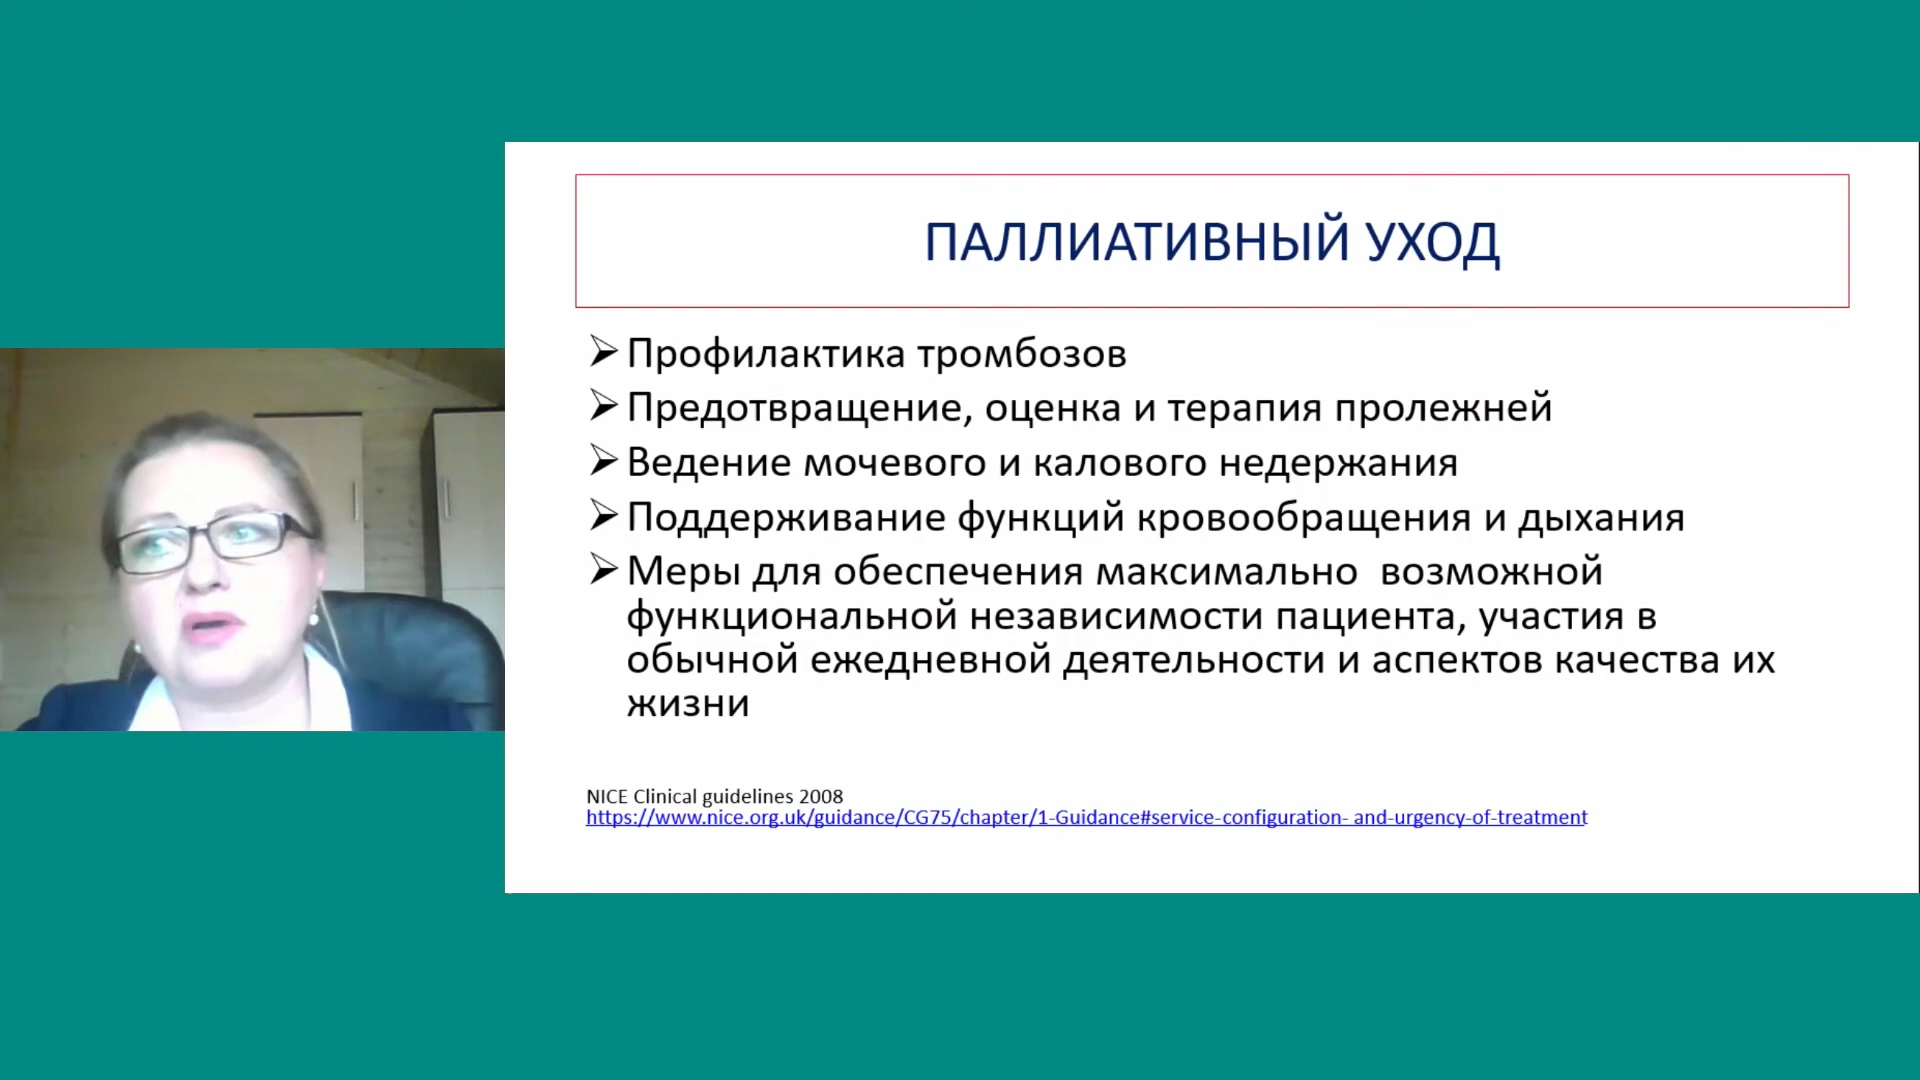 ПАЛЛИАТИВНЫЙ УХОД
Профилактика тромбозов
Предотвращение, оценка и терапия пролежней
Ведение мочевого и калового недержания
Поддерживание функций кровообращения и дыхания
Меры для обеспечения максимально возможной
функциональной независимости пациента, участия в
обычной ежедневной деятельности и аспектов качества их
жизни
NICE Clinical guidelines 2008
https://www.nice.org.uk/guidance/CG75/chapter/1-Guidance#service-configuration- and-urgency-of-treatment